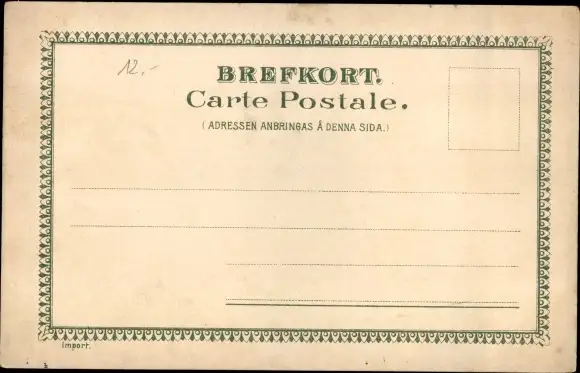 12.-
BREFKORT.
Carte Postale.
(ADRESSEN ANBRINGAS Å DENNA SIDA.)
Import.